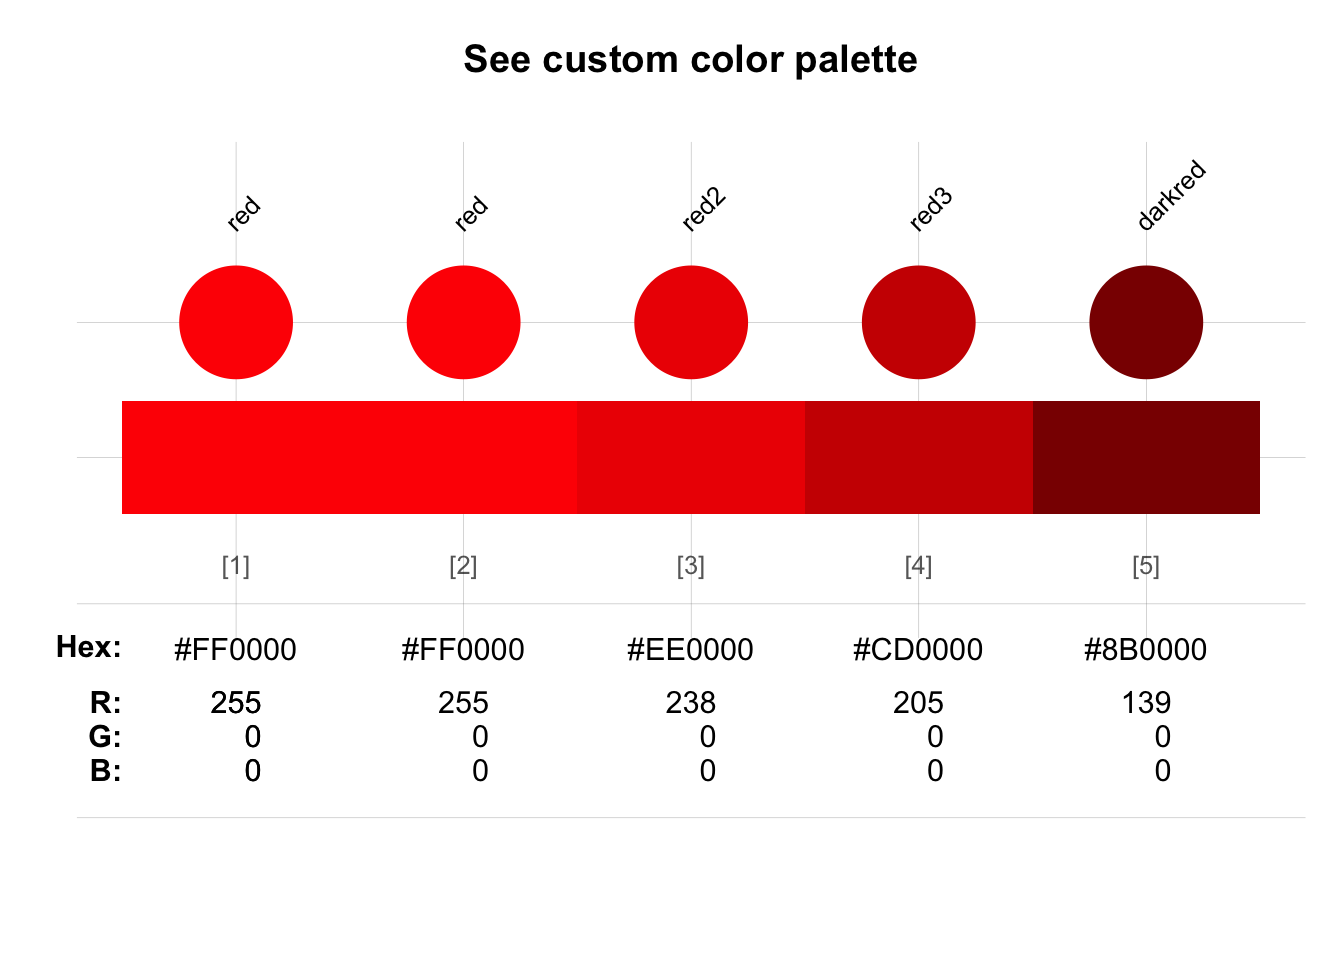 See custom color palette
red red red2 red3 darkred
[1] [2] [3] [4] [5]
Hex: #FF0000 #FF0000 #EE0000 #CD0000 #8B0000
R: 255 255 238 205 139
G: 0 0 0 0 0
B: 0 0 0 0 0